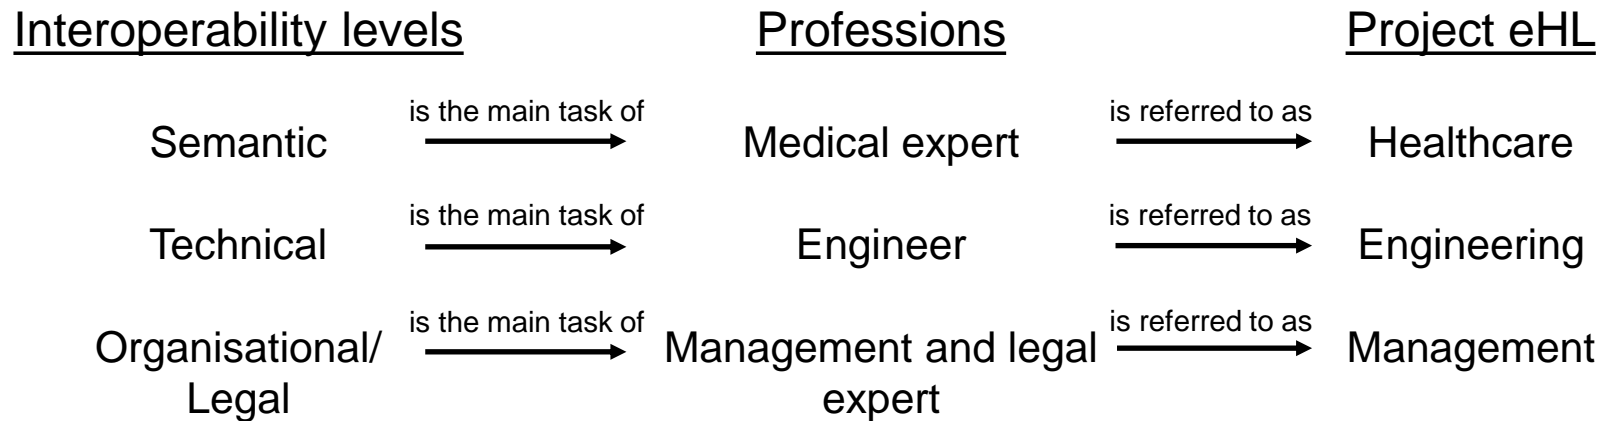 Interoperability levels Professions Project eHL
is the main task of is referred to as
Semantic Medical expert Healthcare
is the main task of is referred to as
Technical Engineer Engineering
is the main task of is referred to as
Organisational/ Management and legal Management
Legal expert